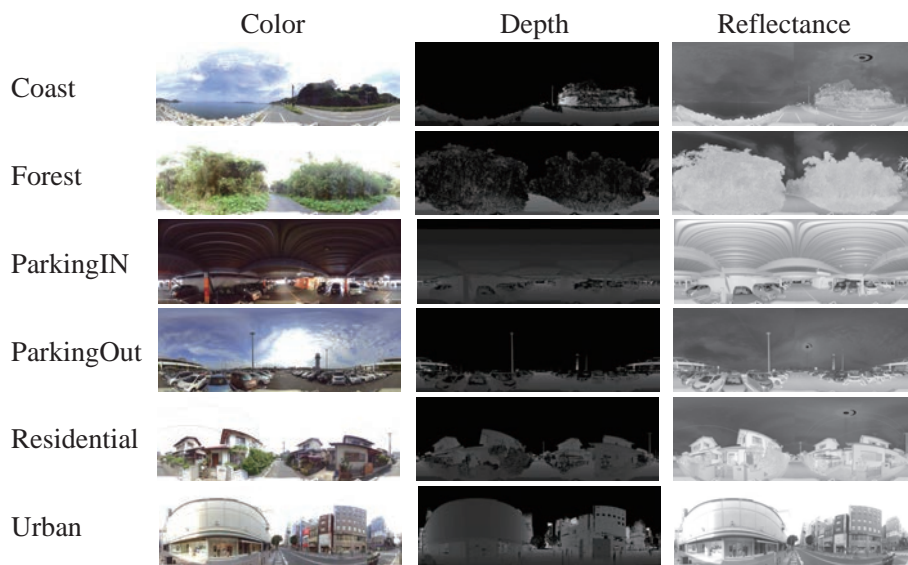 Color Depth Reflectance
Coast
Forest
ParkingIN
ParkingOut
Residential
Urban